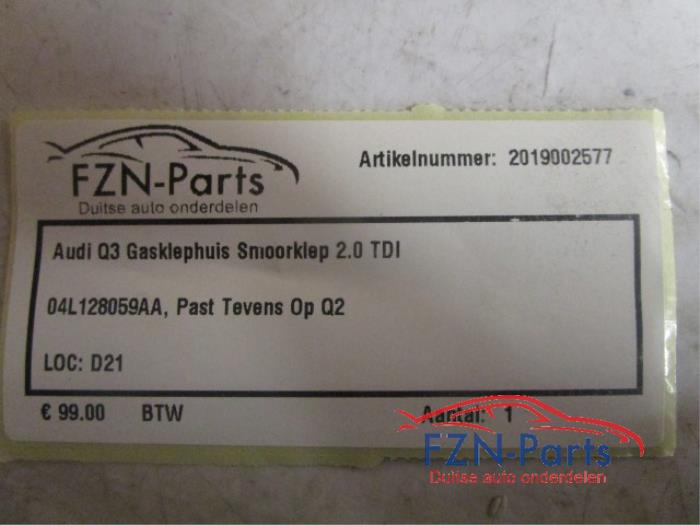 FZN-Parts
Duitse auto onderdelen
Artikelnummer: 2019002577
Audi Q3 Gasklephuis Smoorklep 2.0 TDI
04L128059AA, Past Tevens Op Q2
LOC: D21
€ 99.00 BTW Aantal: 1
FZN-Parts
Duitse auto onderdelen